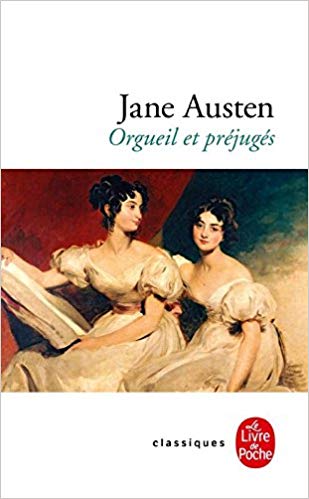 Jane Austen
Orgueil et préjugés
classiques
Le
Livre
de
Poche